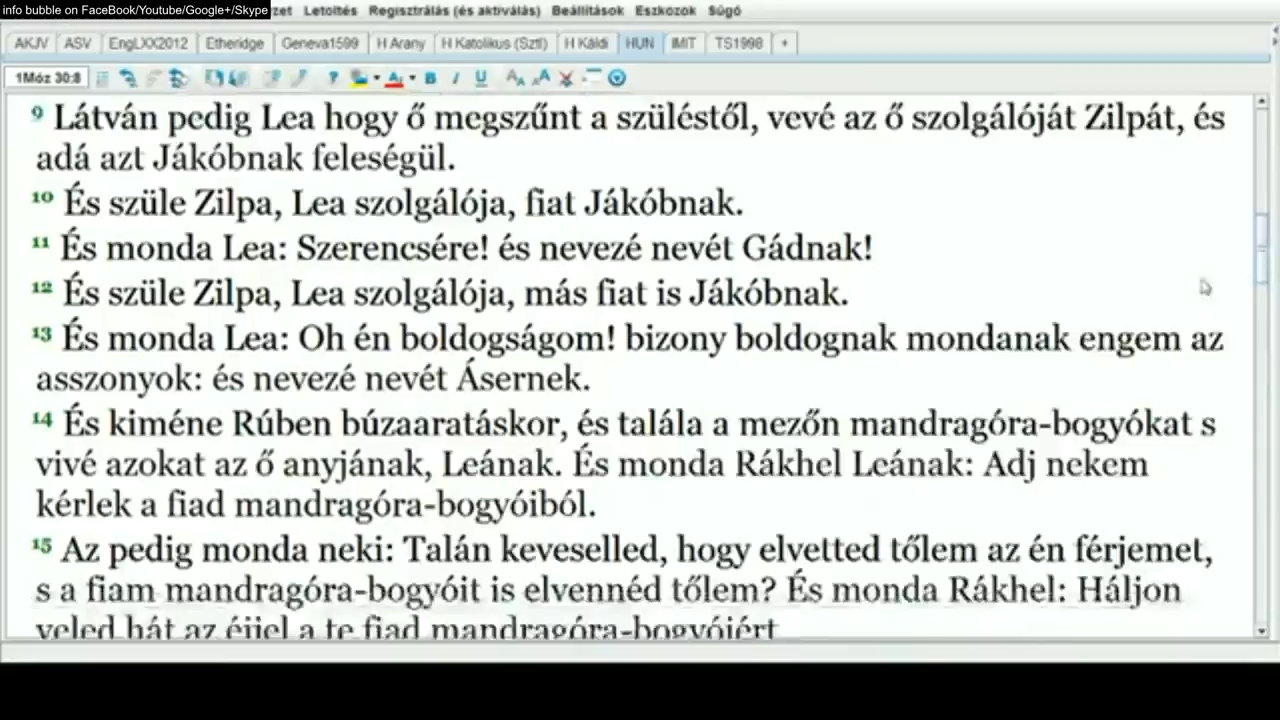 info bubble on FaceBook/Youtube/Google+/Skype
Letoltés Regisztrálás (és aktiválás) Beállítások Eszközök Súgó
AKJV ASV EngLXX2012 Etheridge Geneva1599 H Arany H Katolikus (SztI) H Káldi HUN IMIT TS1998 +
1Móz 30:8
9 Látván pedig Lea hogy ő megszűnt a szüléstől, vevé az ő szolgálóját Zilpát, és
adá azt Jákóbnak feleségül.
10 És szüle Zilpa, Lea szolgálója, fiat Jákóbnak.
11 És monda Lea: Szerencsére! és nevezé nevét Gádnak!
12 És szüle Zilpa, Lea szolgálója, más fiat is Jákóbnak.
13 És monda Lea: Oh én boldogságom! bizony boldognak mondanak engem az
asszonyok: és nevezé nevét Ásernek.
14 És kiméne Rúben búzaaratáskor, és talála a mezőn mandragóra-bogyókat s
vivé azokat az ő anyjának, Leának. És monda Rákhel Leának: Adj nekem
kérlek a fiad mandragóra-bogyóiból.
15 Az pedig monda neki: Talán keveselled, hogy elvetted tőlem az én férjemet,
s a fiam mandragóra-bogyóit is elvennéd tőlem? És monda Rákhel: Háljon
veled hát az éjjel a te fiad mandragóra-bogyóiért